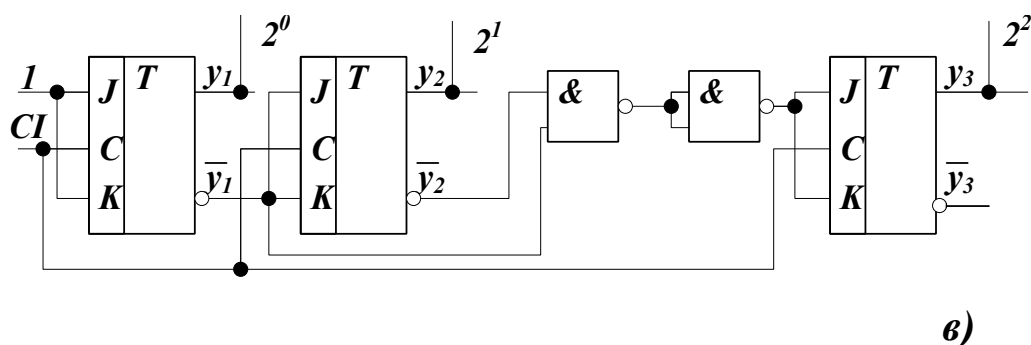 2⁰
2¹
2²
1
J
T
y₁
J
T
y₂
&
&
J
T
y₃
CI
C
C
C
K
y̅₁
K
y̅₂
K
y̅₃
в)